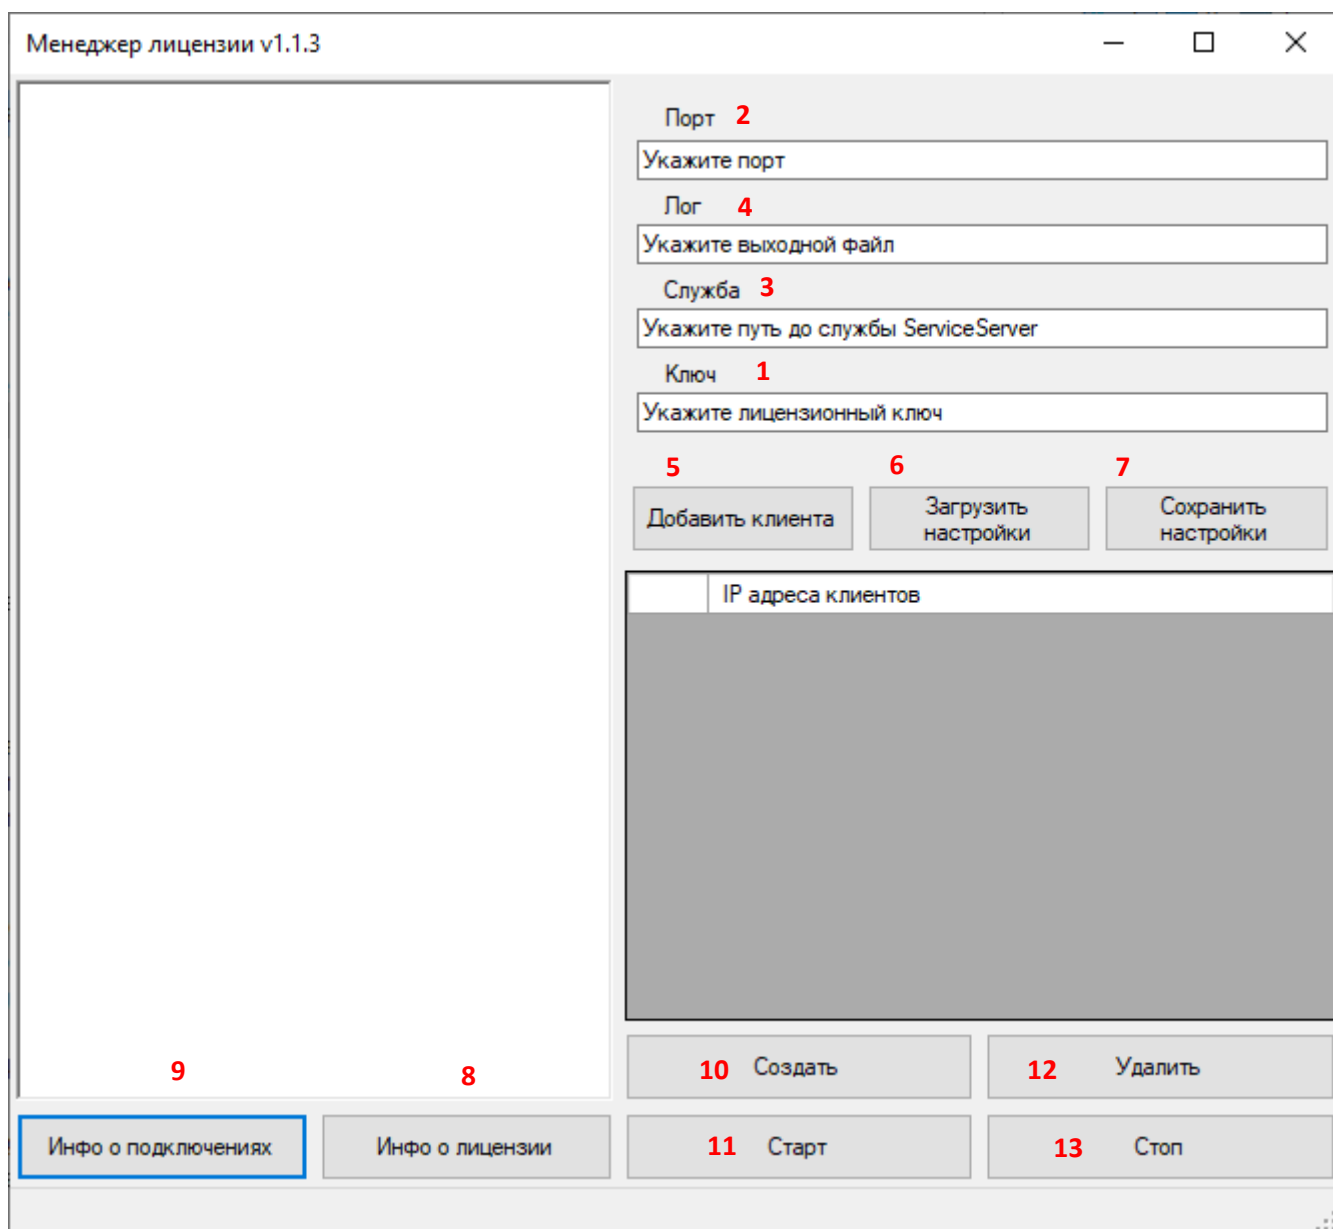 Менеджер лицензии v1.1.3
Порт 2
Укажите порт
Лог 4
Укажите выходной файл
Служба 3
Укажите путь до службы ServiceServer
Ключ 1
Укажите лицензионный ключ
5 6 7
Добавить клиента
Загрузить
настройки
Сохранить
настройки
IP адреса клиентов
9 8
10 Создать 12 Удалить
Инфо о подключениях Инфо о лицензии 11 Старт 13 Стоп